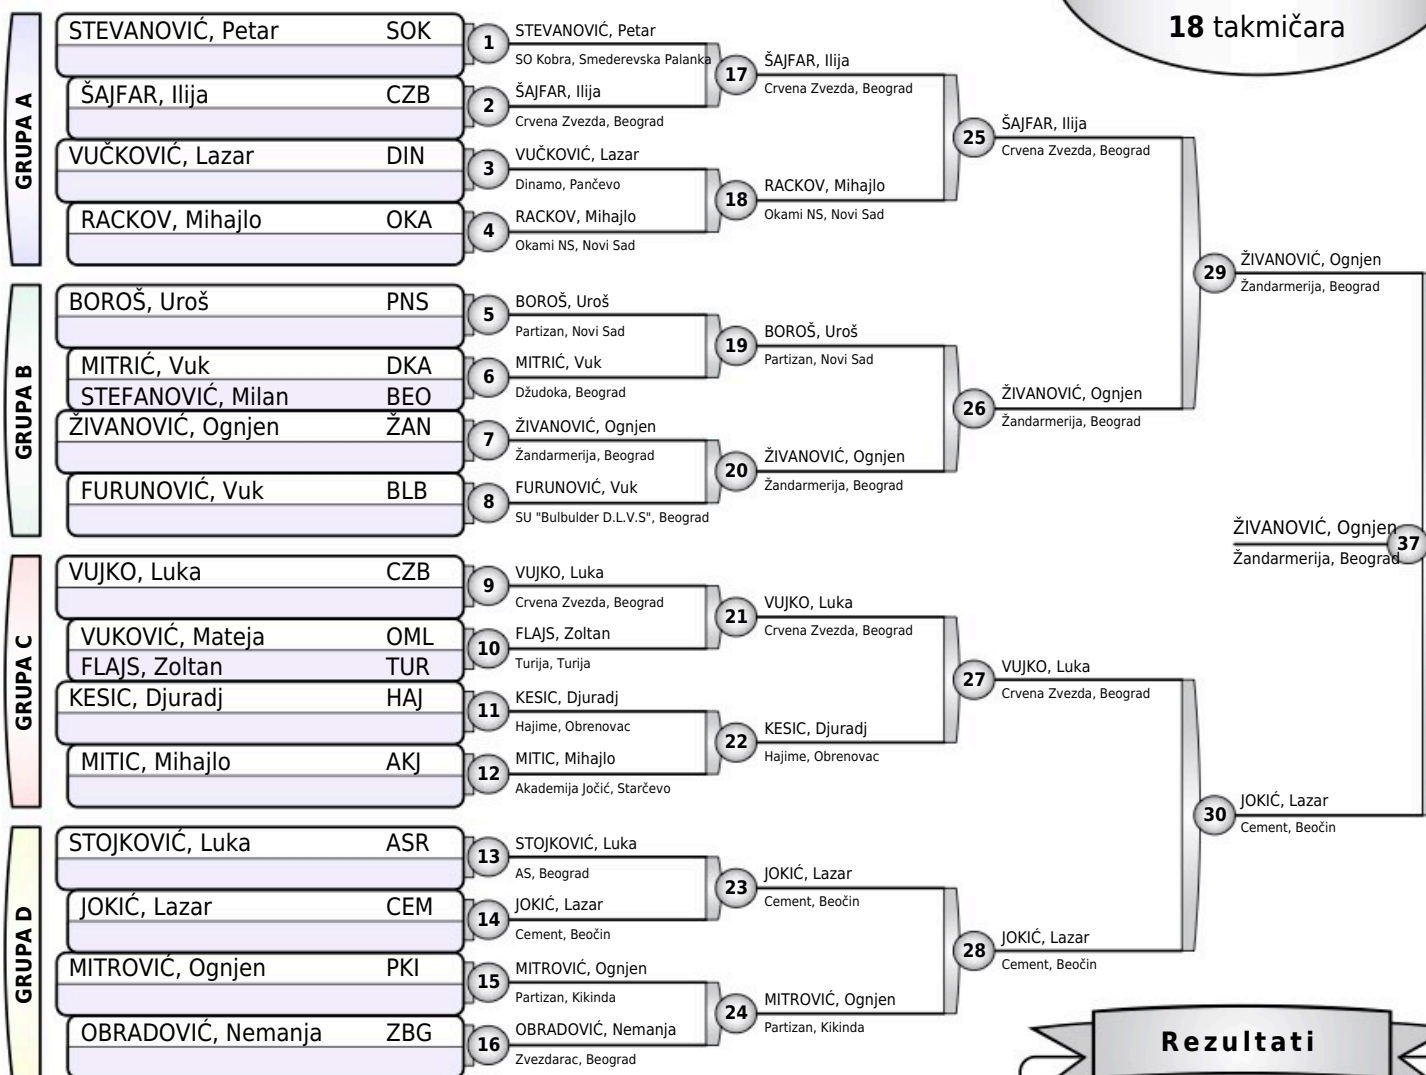 18 takmičara
GRUPA A
STEVANOVIĆ, Petar SOK
ŠAJFAR, Ilija CZB
VUČKOVIĆ, Lazar DIN
RACKOV, Mihajlo OKA
1
STEVANOVIĆ, Petar
SO Kobra, Smederevska Palanka
2
ŠAJFAR, Ilija
Crvena Zvezda, Beograd
3
VUČKOVIĆ, Lazar
Dinamo, Pančevo
4
RACKOV, Mihajlo
Okami NS, Novi Sad
17
ŠAJFAR, Ilija
Crvena Zvezda, Beograd
18
RACKOV, Mihajlo
Okami NS, Novi Sad
25
ŠAJFAR, Ilija
Crvena Zvezda, Beograd
GRUPA B
BOROŠ, Uroš PNS
MITRIĆ, Vuk DKA
STEFANOVIĆ, Milan BEO
ŽIVANOVIĆ, Ognjen ŽAN
FURUNOVIĆ, Vuk BLB
5
BOROŠ, Uroš
Partizan, Novi Sad
6
MITRIĆ, Vuk
Džudoka, Beograd
7
ŽIVANOVIĆ, Ognjen
Žandarmerija, Beograd
8
FURUNOVIĆ, Vuk
SU "Bulbulder D.L.V.S", Beograd
19
BOROŠ, Uroš
Partizan, Novi Sad
20
ŽIVANOVIĆ, Ognjen
Žandarmerija, Beograd
26
ŽIVANOVIĆ, Ognjen
Žandarmerija, Beograd
29
ŽIVANOVIĆ, Ognjen
Žandarmerija, Beograd
ŽIVANOVIĆ, Ognjen
37
Žandarmerija, Beograd
GRUPA C
VUJKO, Luka CZB
VUKOVIĆ, Mateja OML
FLAJS, Zoltan TUR
KESIC, Djuradj HAJ
MITIC, Mihajlo AKJ
9
VUJKO, Luka
Crvena Zvezda, Beograd
10
FLAJS, Zoltan
Turija, Turija
11
KESIC, Djuradj
Hajime, Obrenovac
12
MITIC, Mihajlo
Akademija Jočić, Starčevo
21
VUJKO, Luka
Crvena Zvezda, Beograd
22
KESIC, Djuradj
Hajime, Obrenovac
27
VUJKO, Luka
Crvena Zvezda, Beograd
GRUPA D
STOJKOVIĆ, Luka ASR
JOKIĆ, Lazar CEM
MITROVIĆ, Ognjen PKI
OBRADOVIĆ, Nemanja ZBG
13
STOJKOVIĆ, Luka
AS, Beograd
14
JOKIĆ, Lazar
Cement, Beočin
15
MITROVIĆ, Ognjen
Partizan, Kikinda
16
OBRADOVIĆ, Nemanja
Zvezdarac, Beograd
23
JOKIĆ, Lazar
Cement, Beočin
24
MITROVIĆ, Ognjen
Partizan, Kikinda
28
JOKIĆ, Lazar
Cement, Beočin
30
JOKIĆ, Lazar
Cement, Beočin
Rezultati